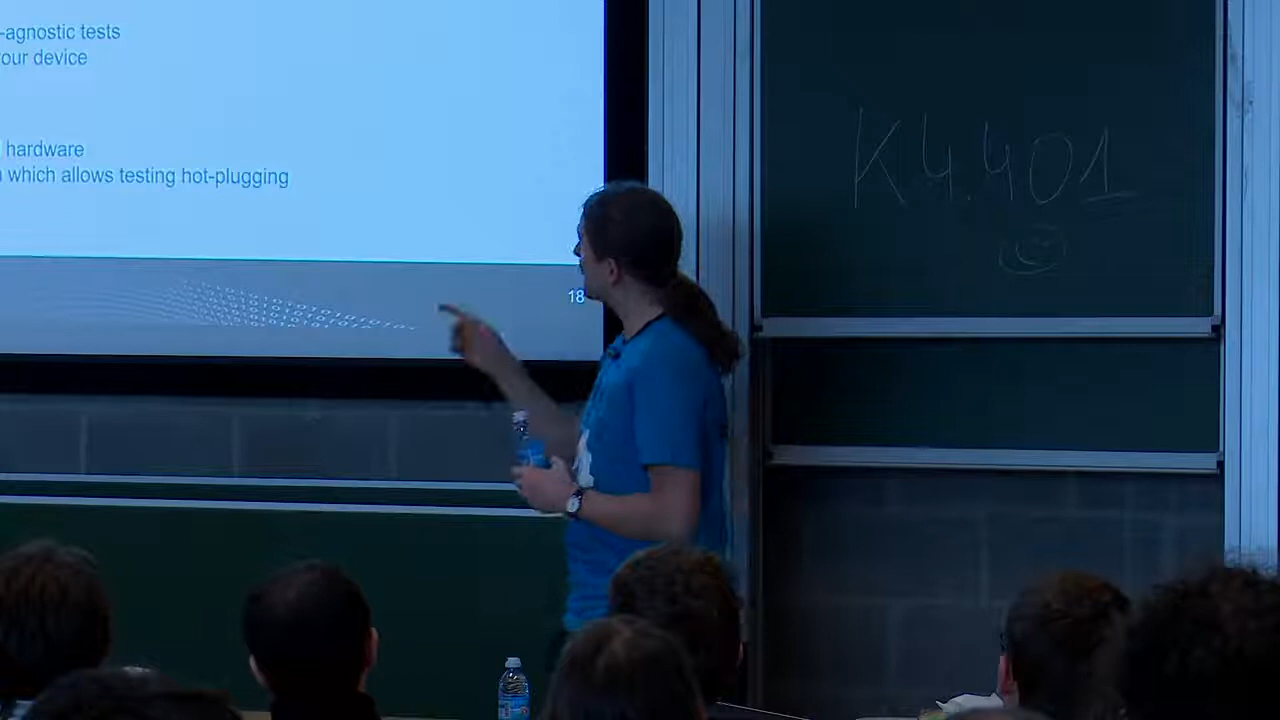 -agnostic tests
our device
hardware
which allows testing hot-plugging
18
K4.401